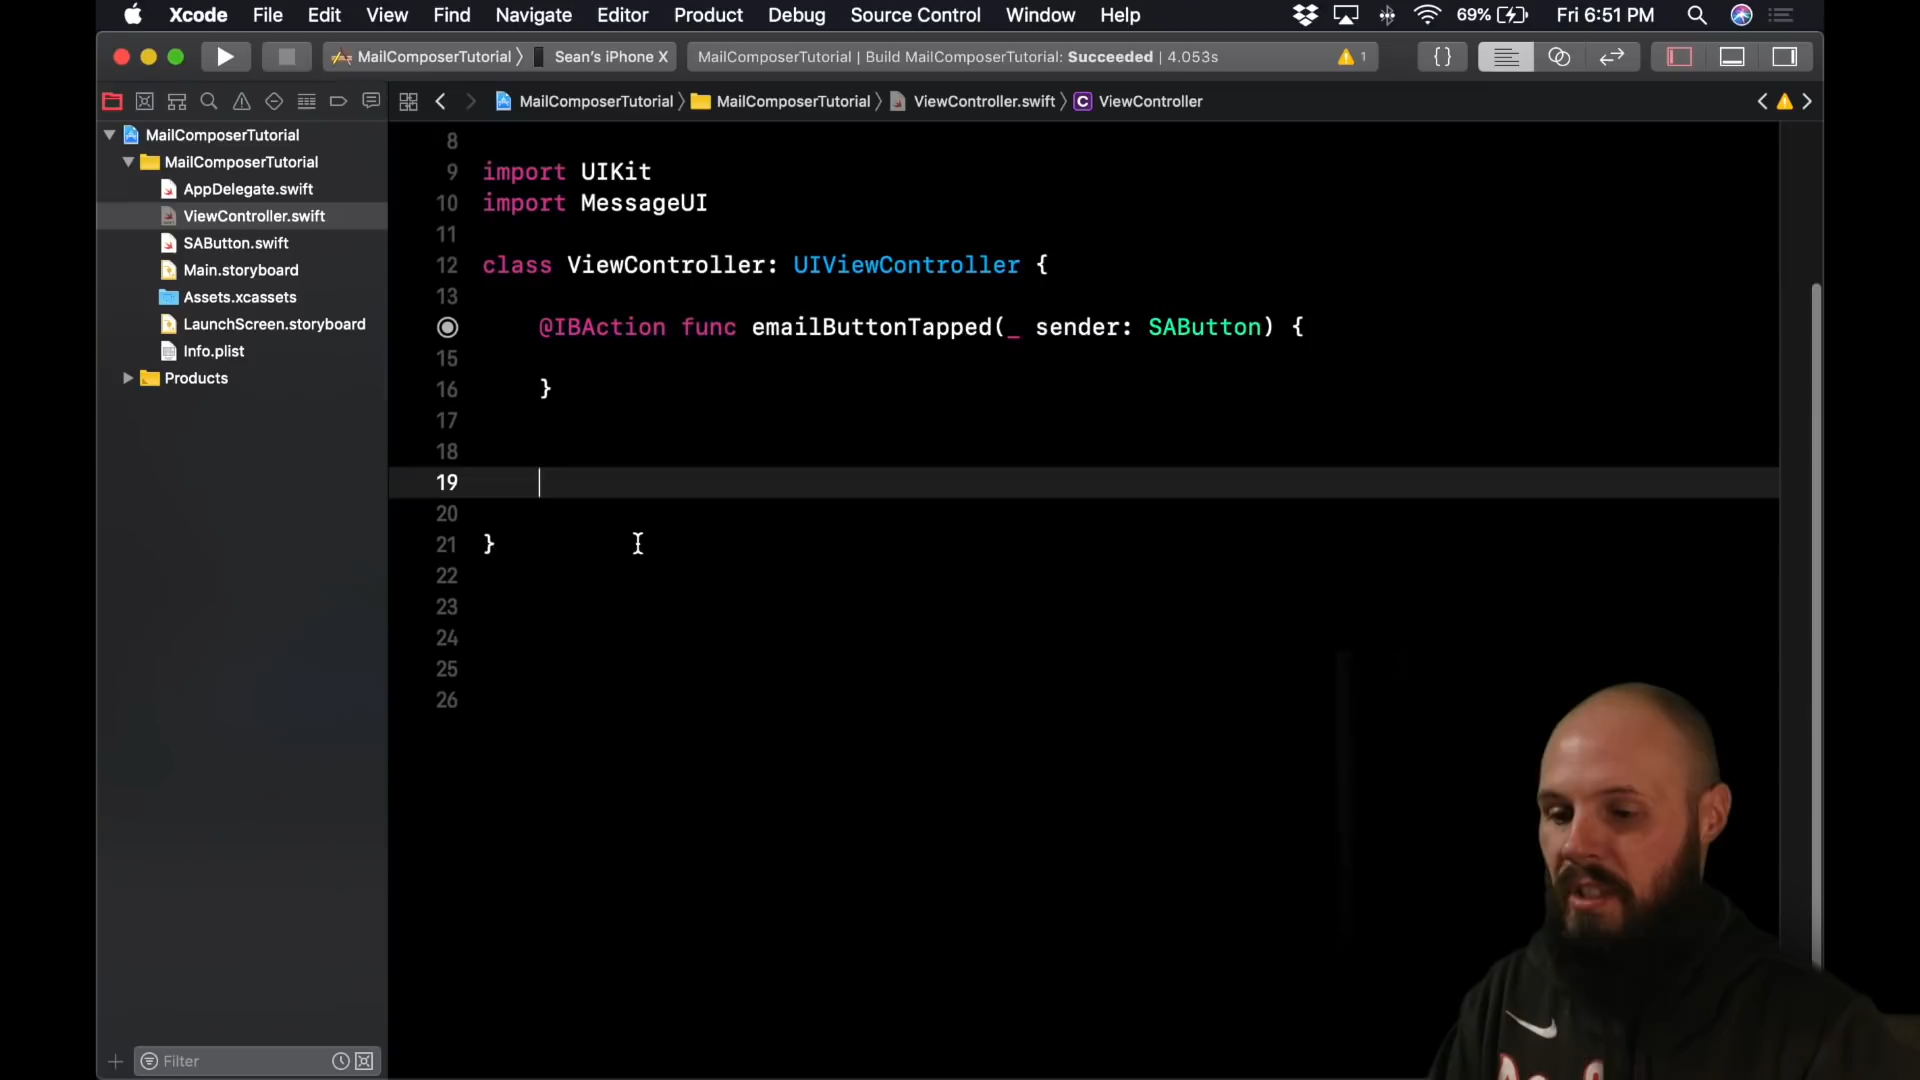 Xcode File Edit View Find Navigate Editor Product Debug Source Control Window Help 69% Fri 6:51 PM
MailComposerTutorial Sean's iPhone X MailComposerTutorial | Build MailComposerTutorial: Succeeded | 4.053s 1 {}
MailComposerTutorial MailComposerTutorial ViewController.swift C ViewController
MailComposerTutorial
MailComposerTutorial
AppDelegate.swift
ViewController.swift
SAButton.swift
Main.storyboard
Assets.xcassets
LaunchScreen.storyboard
Info.plist
Products
8
9 import UIKit
10 import MessageUI
11
12 class ViewController: UIViewController {
13
@IBAction func emailButtonTapped(_ sender: SAButton) {
15
16 }
17
18
19
20
21 }
22
23
24
25
26
Filter